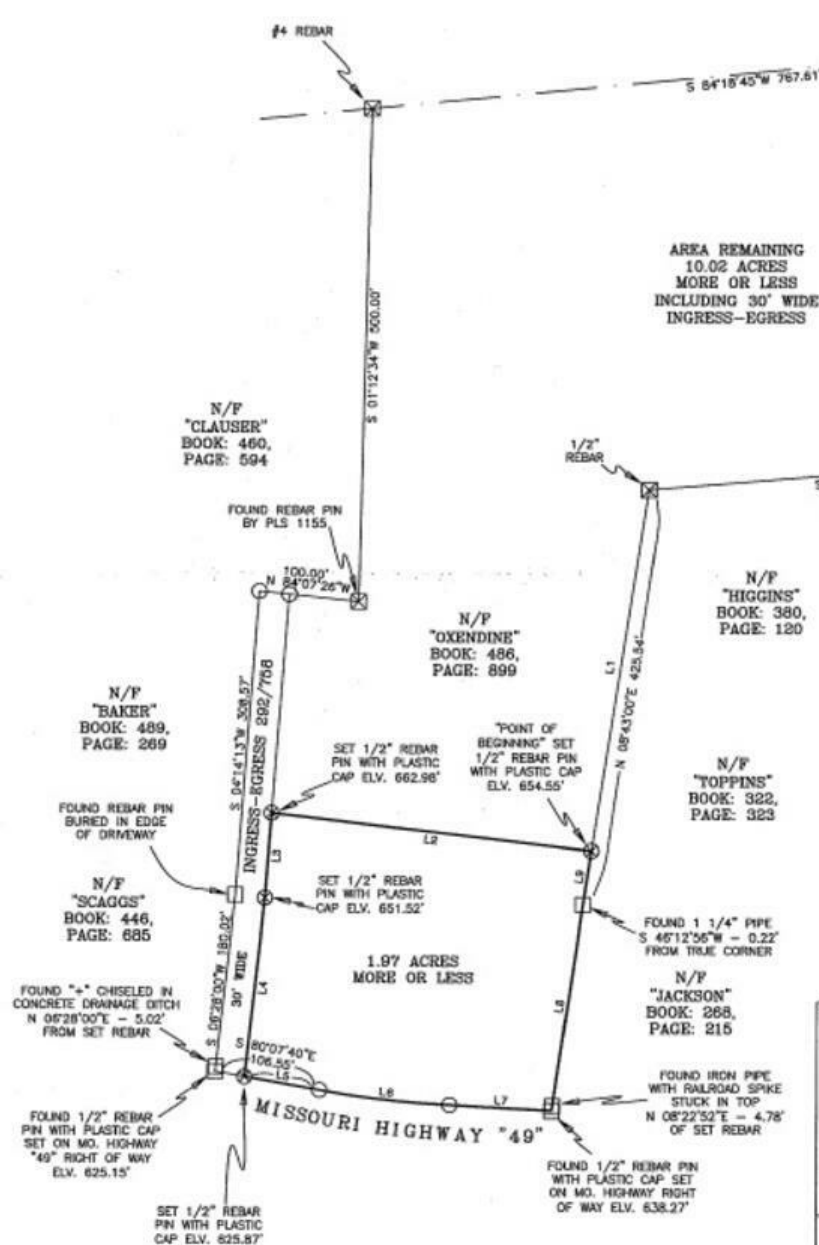 #4 REBAR
S 84°18'45"W 767.61'
AREA REMAINING
10.02 ACRES
MORE OR LESS
INCLUDING 30' WIDE
INGRESS-EGRESS
S 01°12'34"W 500.00'
N/F
"CLAUSER"
BOOK: 460,
PAGE: 594
1/2"
REBAR
S
FOUND REBAR PIN
BY PLS 1155
100.00'
N 84°07'26"W
N/F
"OXENDINE"
BOOK: 486,
PAGE: 899
N/F
"HIGGINS"
BOOK: 380,
PAGE: 120
L1
N 08°43'00"E 425.54'
N/F
"BAKER"
BOOK: 489,
PAGE: 269
S 04°14'13"W 308.57'
INGRESS-EGRESS 292/758
SET 1/2" REBAR
PIN WITH PLASTIC
CAP ELV. 662.98'
"POINT OF
BEGINNING" SET
1/2" REBAR PIN
WITH PLASTIC CAP
ELV. 654.55'
N/F
"TOPPINS"
BOOK: 322,
PAGE: 323
FOUND REBAR PIN
BURIED IN EDGE
OF DRIVEWAY
L2
L3
L9
N/F
"SCAGGS"
BOOK: 446,
PAGE: 685
SET 1/2" REBAR
PIN WITH PLASTIC
CAP ELV. 651.52'
FOUND 1 1/4" PIPE
S 46°12'56"W - 0.22'
FROM TRUE CORNER
S 06°28'00"W 180.02'
30' WIDE
L4
1.97 ACRES
MORE OR LESS
L8
N/F
"JACKSON"
BOOK: 268,
PAGE: 215
FOUND "+" CHISELED IN
CONCRETE DRAINAGE DITCH
N 06°28'00"E - 5.02'
FROM SET REBAR
S 80°07'40"E
106.55'
L5
L6
L7
FOUND IRON PIPE
WITH RAILROAD SPIKE
STUCK IN TOP
N 08°22'52"E - 4.78'
OF SET REBAR
MISSOURI HIGHWAY "49"
FOUND 1/2" REBAR
PIN WITH PLASTIC CAP
SET ON MO. HIGHWAY
"49" RIGHT OF WAY
ELV. 625.15'
FOUND 1/2" REBAR PIN
WITH PLASTIC CAP SET
ON MO. HIGHWAY RIGHT
OF WAY ELV. 638.27'
SET 1/2" REBAR
PIN WITH PLASTIC
CAP ELV. 625.87'